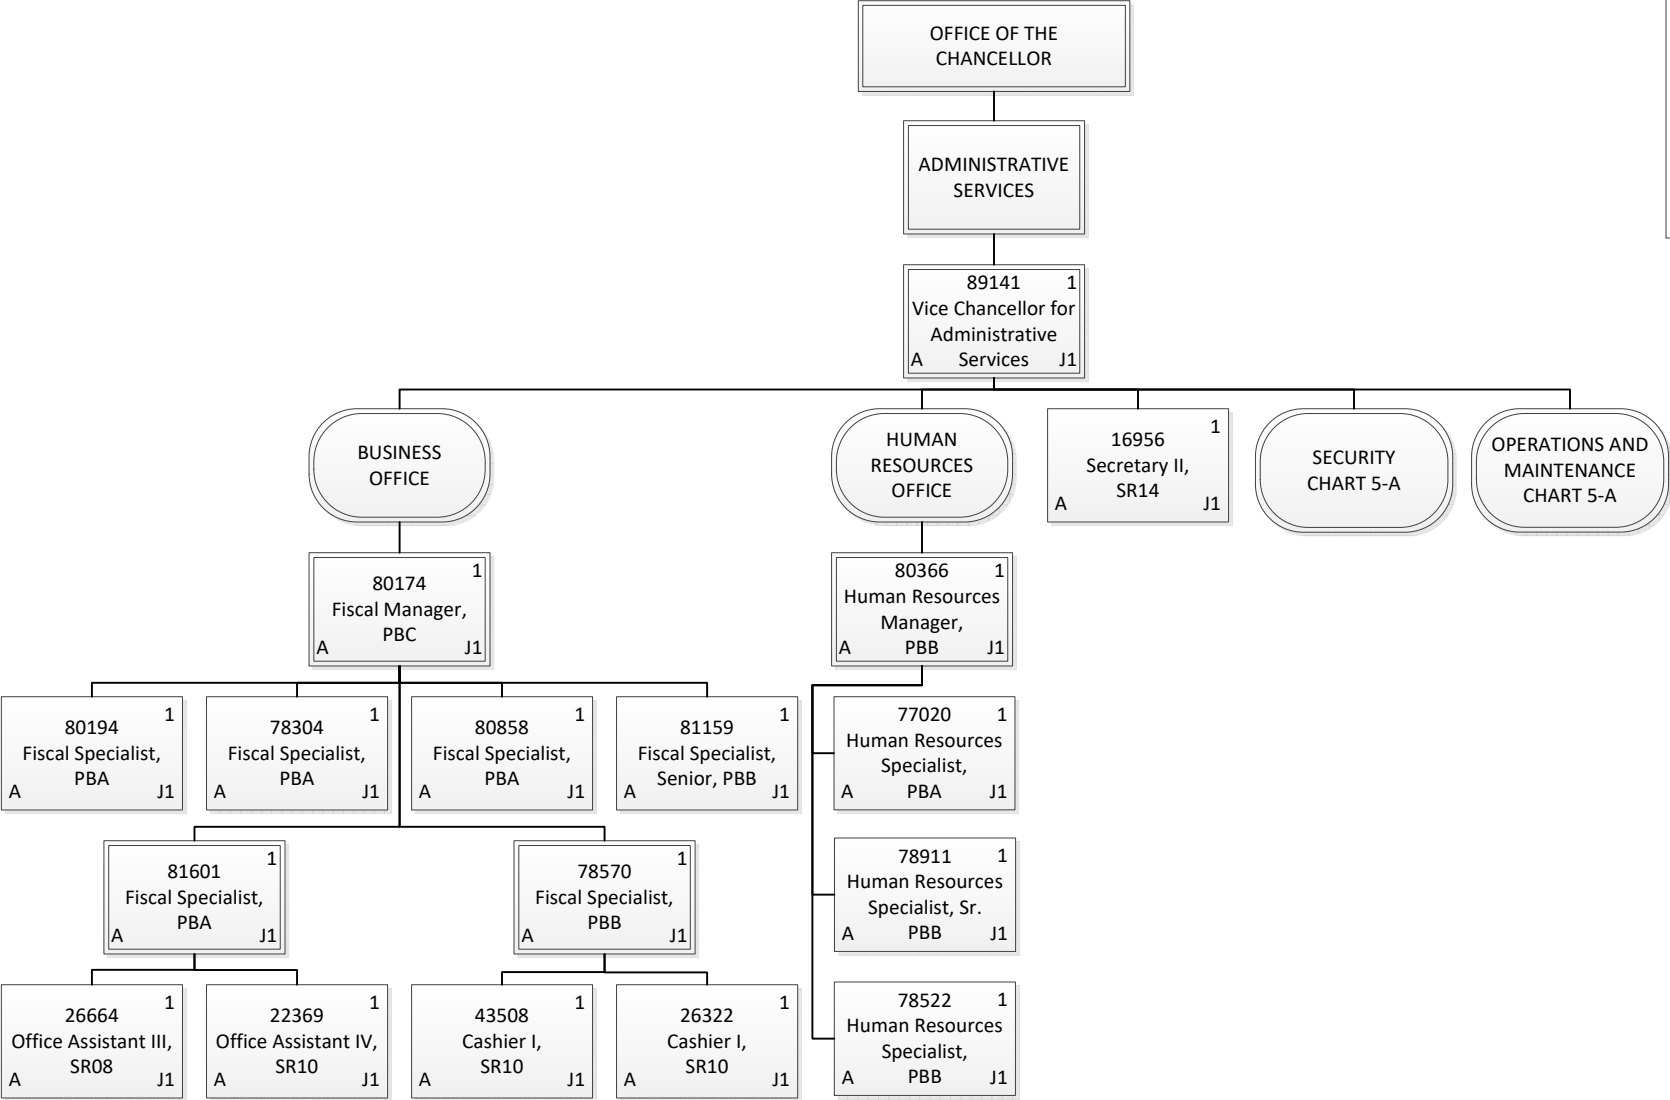 OFFICE OF THE
CHANCELLOR
ADMINISTRATIVE
SERVICES
89141 1
Vice Chancellor for
Administrative
A Services J1
BUSINESS
OFFICE
HUMAN
RESOURCES
OFFICE
1
16956
Secretary II,
SR14
A J1
SECURITY
CHART 5-A
OPERATIONS AND
MAINTENANCE
CHART 5-A
1
80174
Fiscal Manager,
PBC
A J1
80366 1
Human Resources
Manager,
A PBB J1
1
80194
Fiscal Specialist,
PBA
A J1
1
78304
Fiscal Specialist,
PBA
A J1
1
80858
Fiscal Specialist,
PBA
A J1
1
81159
Fiscal Specialist,
Senior, PBB
A J1
77020 1
Human Resources
Specialist,
A PBA J1
1
81601
Fiscal Specialist,
PBA
A J1
1
78570
Fiscal Specialist,
PBB
A J1
78911 1
Human Resources
Specialist, Sr.
A PBB J1
1
26664
Office Assistant III,
SR08
A J1
1
22369
Office Assistant IV,
SR10
A J1
1
43508
Cashier I,
SR10
A J1
1
26322
Cashier I,
SR10
A J1
78522 1
Human Resources
Specialist,
A PBB J1